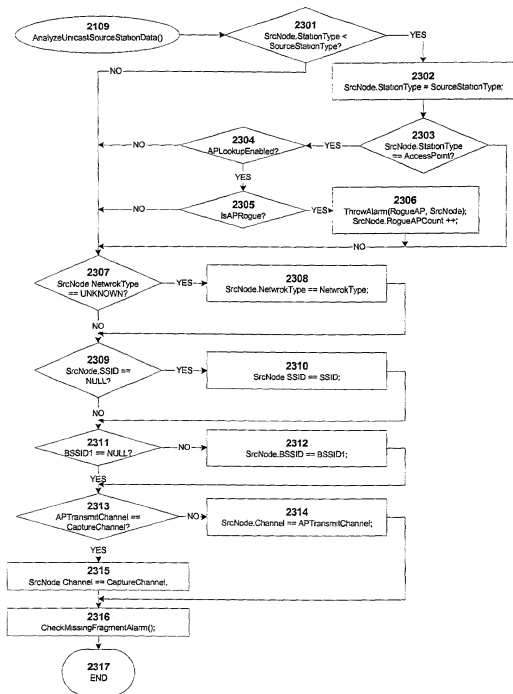 2109
AnalyzeUnicastSourceStationData()
2301
SrcNode.StationType <
SourceStationType?
YES
NO
2302
SrcNode.StationType = SourceStationType;
2303
SrcNode.StationType
== AccessPoint?
YES
2304
APLookupEnabled?
NO
YES
2305
IsAPRogue?
NO
YES
2306
ThrowAlarm(RogueAP, SrcNode);
SrcNode.RogueAPCount ++;
NO
2307
SrcNode NetwrokType
== UNKNOWN?
YES
2308
SrcNode.NetwrokType == NetwrokType;
NO
2309
SrcNode.SSID ==
NULL?
YES
2310
SrcNode SSID == SSID;
NO
2311
BSSID1 == NULL?
NO
2312
SrcNode.BSSID == BSSID1;
YES
2313
APTransmitChannel ==
CaptureChannel?
NO
2314
SrcNode.Channel == APTransmitChannel;
YES
2315
SrcNode Channel == CaptureChannel,
2316
CheckMissingFragmentAlarm();
2317
END